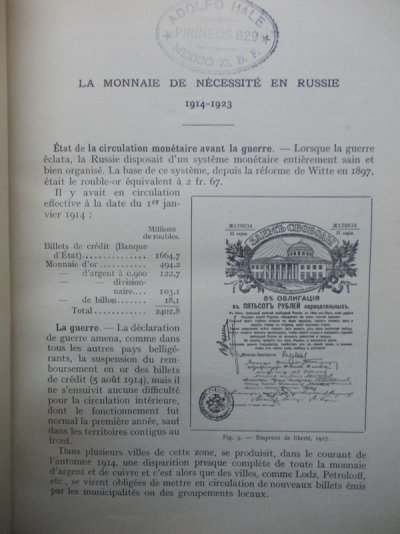 ADOLFO HALE
PIRINEOS 829
MEXICO 10, D. F.
LA MONNAIE DE NÉCESSITÉ EN RUSSIE
1914-1923
État de la circulation monétaire avant la guerre. — Lorsque la guerre
éclata, la Russie disposait d'un système monétaire entièrement sain et
bien organisé. La base de ce système, depuis la réforme de Witte en 1897,
était le rouble-or équivalent à 2 fr. 67.
Il y avait en circulation
effective à la date du 1er jan-
vier 1914 :
Millions
de roubles.
Billets de crédit (Banque
d'État)..... 1664,7
Monnaie d'or..... 494,2
— d'argent à 0,900 122,7
— — division-
naire.... 103,1
— de billon..... 18,1
Total..... 2402,8
La guerre. — La déclaration
de guerre amena, comme dans
tous les autres pays belligé-
rants, la suspension du rem-
boursement en or des billets
de crédit (5 août 1914), mais il
ne s'ensuivit aucune difficulté
pour la circulation intérieure,
dont le fonctionnement fut
normal la première année, sauf
dans les territoires contigus au
front.
ЗАЕМЪ СВОБОДЫ
5% ОБЛИГАЦІЯ
въ ПЯТЬСОТЪ РУБЛЕЙ нарицательныхъ
Fig. 1. — Emprunt de liberté, 1917.
Dans plusieurs villes de cette zone, se produisit, dans le courant de
l'automne 1914, une disparition presque complète de toute la monnaie
d'argent et de cuivre et c'est alors que des villes, comme Lodz, Petrokoff,
etc., se virent obligées de mettre en circulation de nouveaux billets émis
par les municipalités ou des groupements locaux.